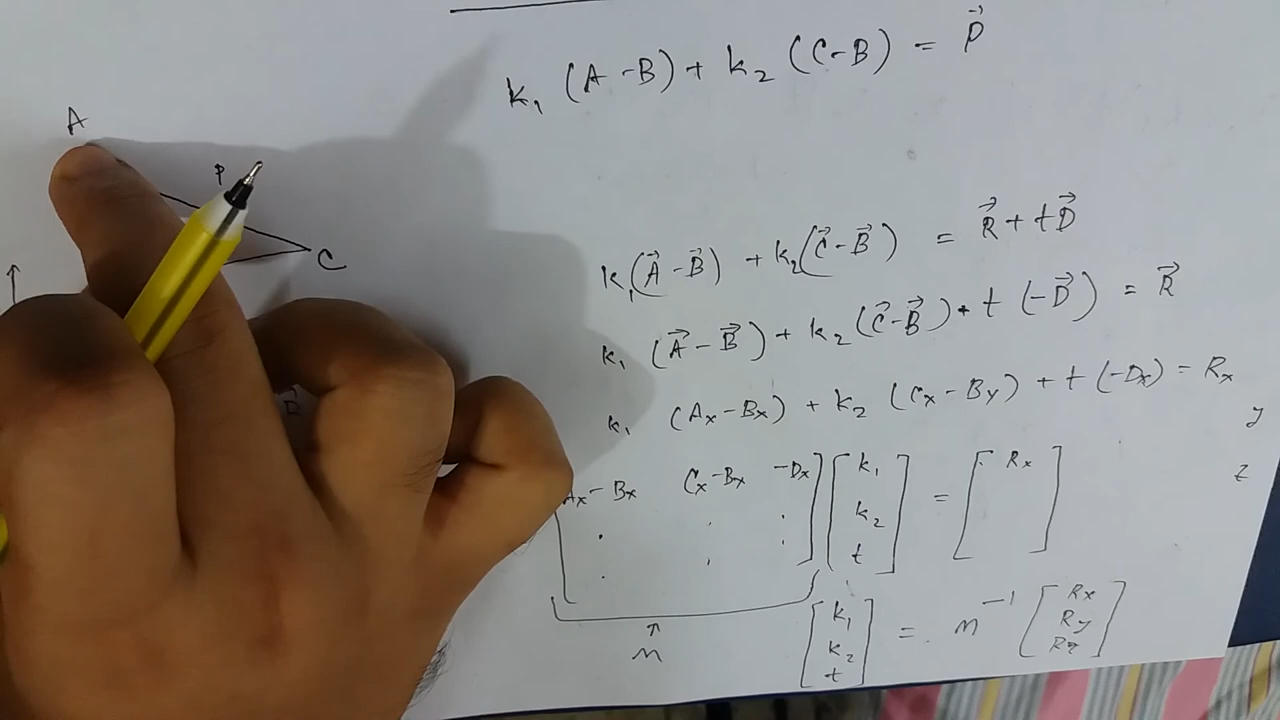 k₁ (A - B) + k₂ (C - B) = P⃗
A
P
C
k₁(A⃗ - B⃗) + k₂(C⃗ - B⃗) = R⃗ + tD⃗
k₁ (A⃗ - B⃗) + k₂ (C⃗ - B⃗) + t (-D⃗) = R⃗
k₁ (Ax - Bx) + k₂ (Cx - By) + t (-Dx) = Rx
y
z
Ax - Bx Cx - Bx -Dx k₁ = Rx
. . : k₂
. . t
M
k₁ = M⁻¹ Rx
k₂ Ry
t Rz